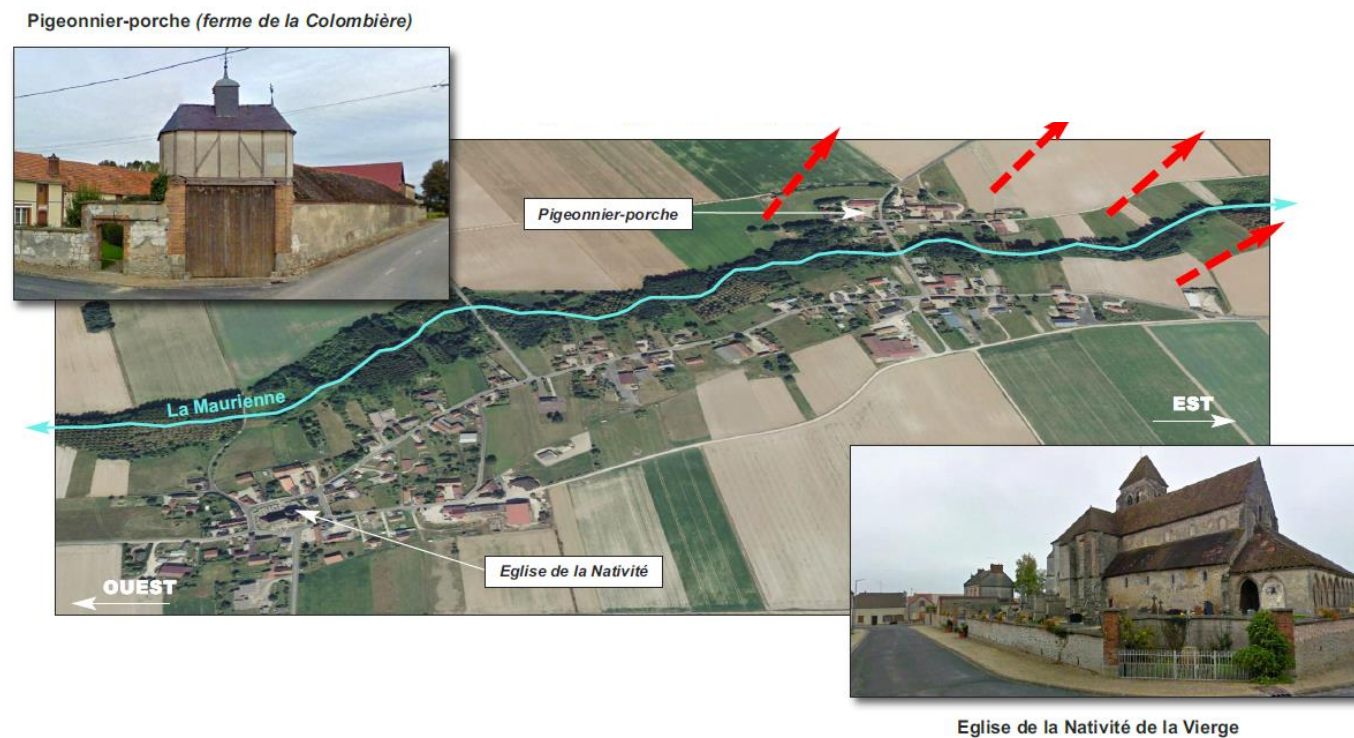 Pigeonnier-porche (ferme de la Colombière)
Pigeonnier-porche
La Maurienne
EST
OUEST
Eglise de la Nativité
Eglise de la Nativité de la Vierge